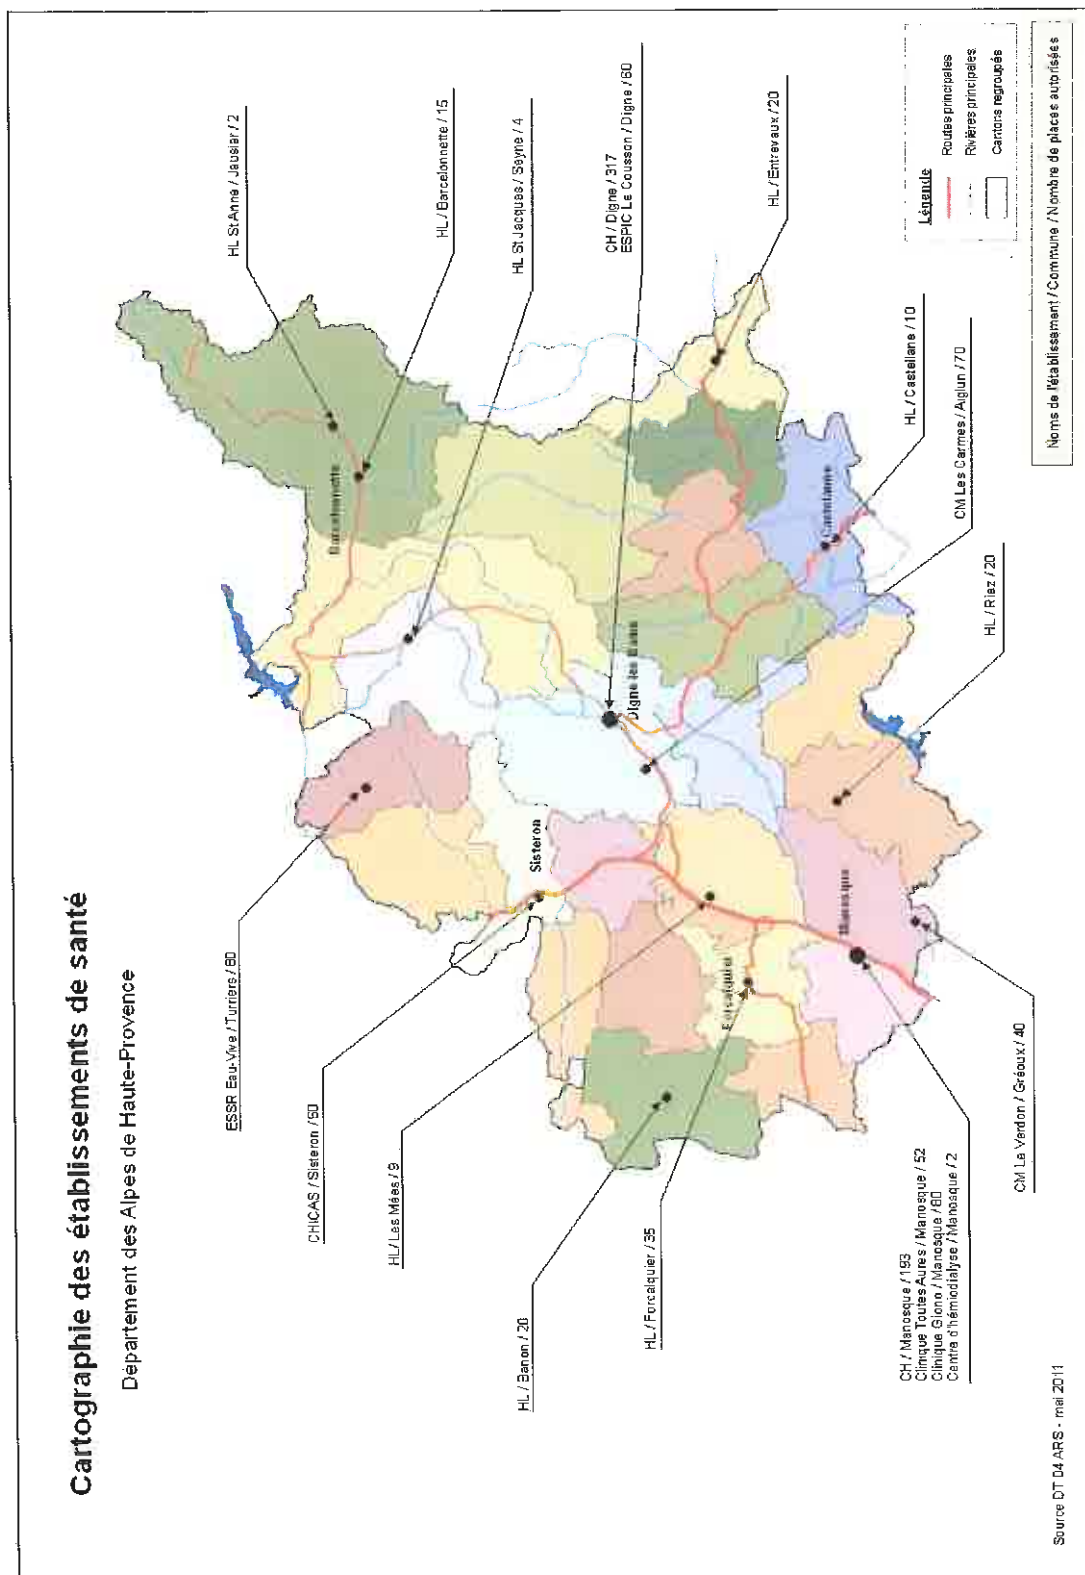 Cartographie des établissements de santé
Département des Alpes de Haute-Provence
ESSR Eau-Vive / Turriers / 60
CHICAS / Sisteron / 60
HL / Les Mées / 9
HL / Banon / 20
HL / Forcalquier / 35
CH / Manosque / 193
Clinique Toutes Aures / Manosque / 52
Clinique Giono / Manosque / 80
Centre d'hémiodialyse / Manosque / 2
CM Le Verdon / Gréoux / 40
HL St Anne / Jausier / 2
HL / Barcelonnette / 15
HL St Jacques / Seyne / 4
CH / Digne / 317
ESPIC Le Cousson / Digne / 60
HL / Entrevaux / 20
HL / Castellane / 10
CM Les Carmes / Aiglun / 70
HL / Riez / 20
Barcelonnette
Sisteron
Digne les Bains
Forcalquier
Manosque
Castellane
Légende
Routes principales
Rivières principales
Cantons regroupés
Noms de l'établissement / Commune / Nombre de places autorisées
Source DT 04 ARS - mai 2011